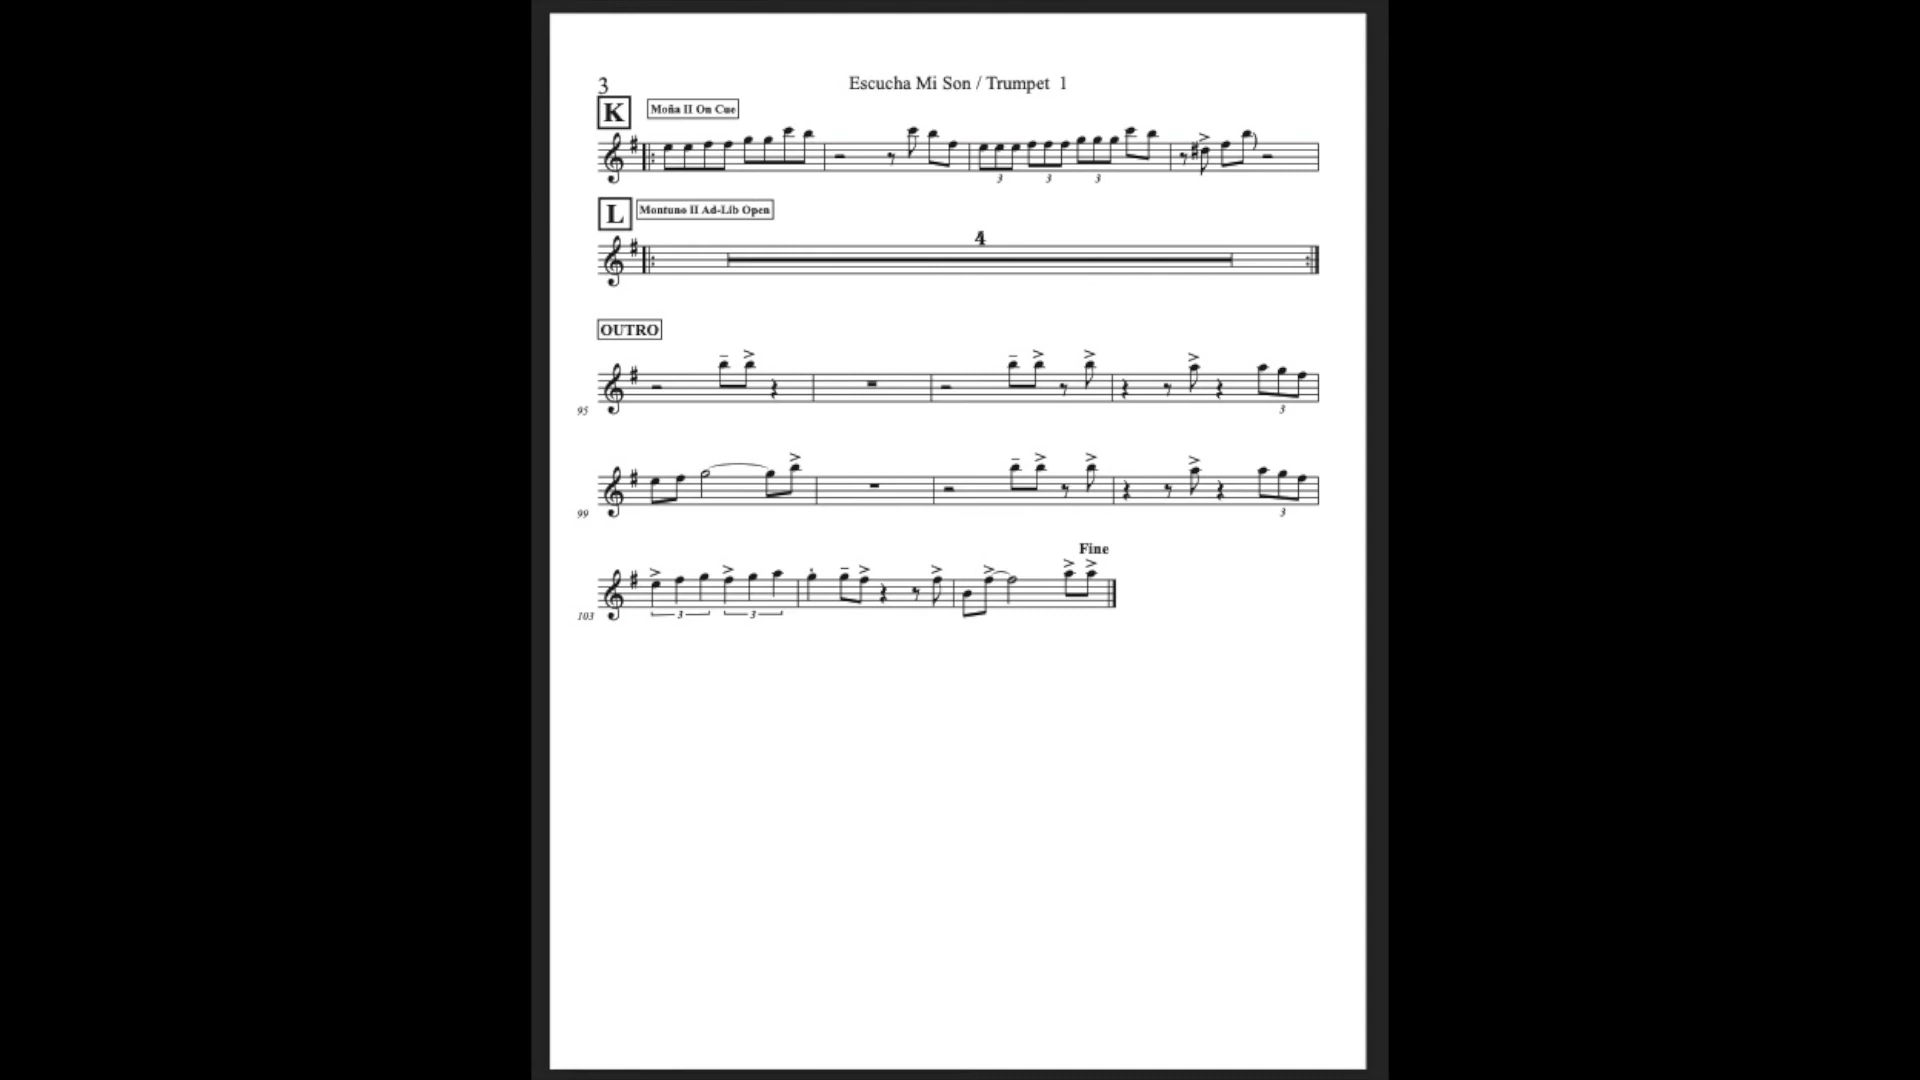 3
Escucha Mi Son / Trumpet 1
K
Moña II On Cue
3 3 3
L
Montuno II Ad-Lib Open
4
OUTRO
95
3
99
3
Fine
103
3 3